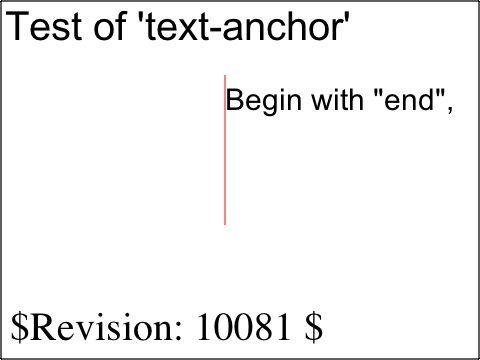 Test of 'text-anchor'
Begin with "end",
$Revision: 10081 $